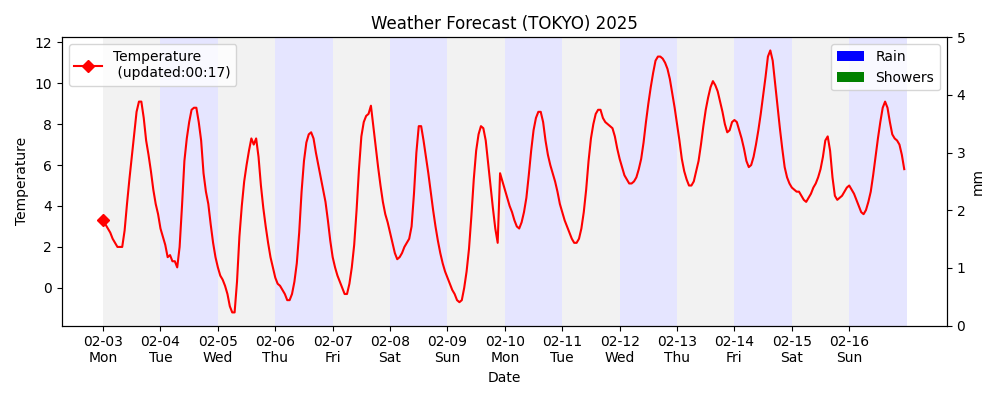 Weather Forecast (TOKYO) 2025
Temperature
(updated:00:17)
Rain
Showers
Temperature
12
10
8
6
4
2
0
5
4
3
2
1
0
mm
02-03 02-04 02-05 02-06 02-07 02-08 02-09 02-10 02-11 02-12 02-13 02-14 02-15 02-16
Mon Tue Wed Thu Fri Sat Sun Mon Tue Wed Thu Fri Sat Sun
Date